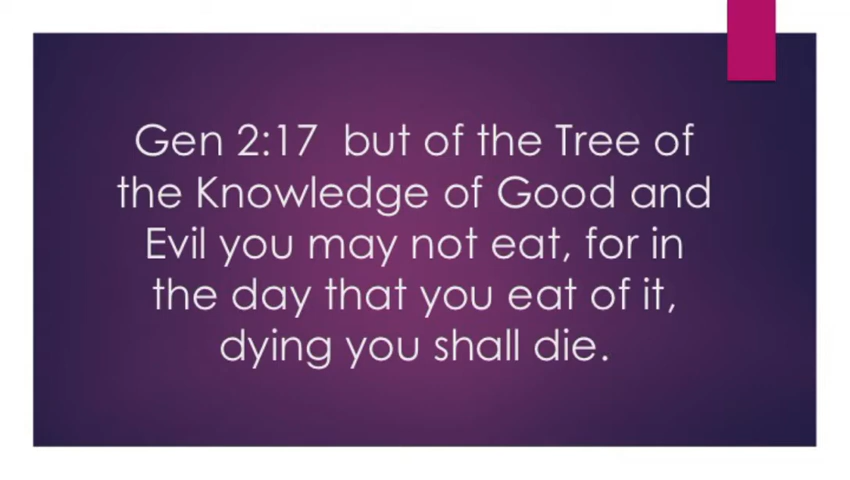 Gen 2:17  but of the Tree of
the Knowledge of Good and
Evil you may not eat, for in
the day that you eat of it,
dying you shall die.